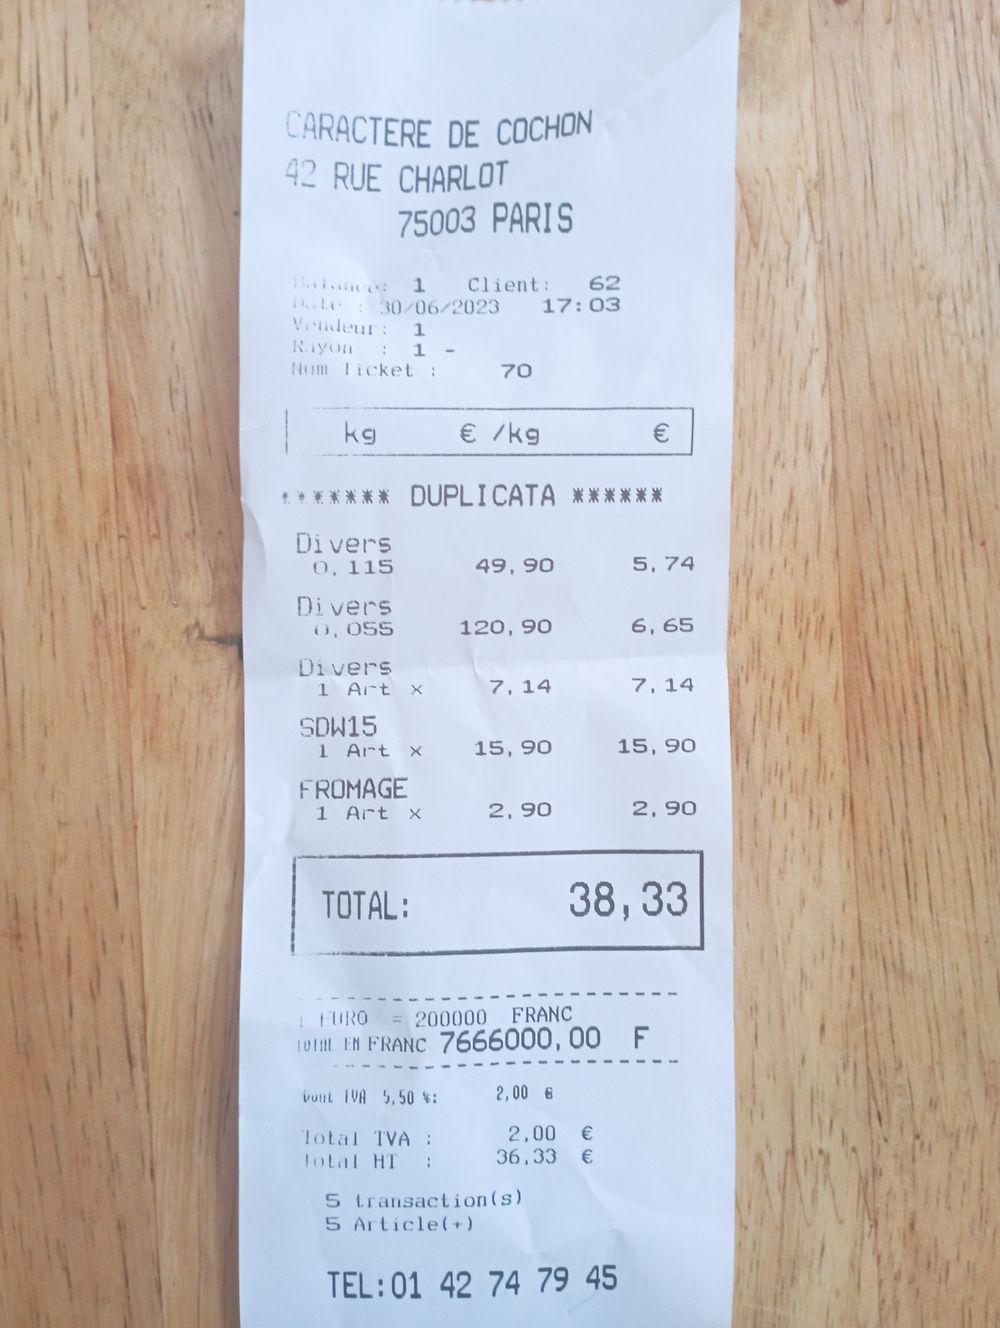 CARACTERE DE COCHON
42 RUE CHARLOT
75003 PARIS
Balance: 1 Client: 62
Date : 30/06/2023 17:03
Vendeur: 1
Rayon : 1 -
Num Ticket : 70
kg € /kg €
******* DUPLICATA ******
Divers
0,115 49,90 5,74
Divers
0,055 120,90 6,65
Divers
1 Art x 7,14 7,14
SDW15
1 Art x 15,90 15,90
FROMAGE
1 Art x 2,90 2,90
TOTAL: 38,33
1 EURO = 200000 FRANC
TOTAL EN FRANC 7666000,00 F
Dont TVA 5,50 %: 2,00 €
Total TVA : 2,00 €
Total HT : 36,33 €
5 transaction(s)
5 Article(+)
TEL:01 42 74 79 45